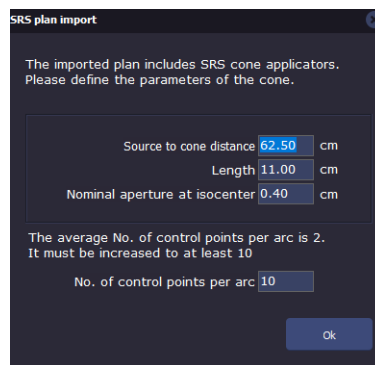 SRS plan import
The imported plan includes SRS cone applicators.
Please define the parameters of the cone.
Source to cone distance 62.50 cm
Length 11.00 cm
Nominal aperture at isocenter 0.40 cm
The average No. of control points per arc is 2.
It must be increased to at least 10
No. of control points per arc 10
Ok